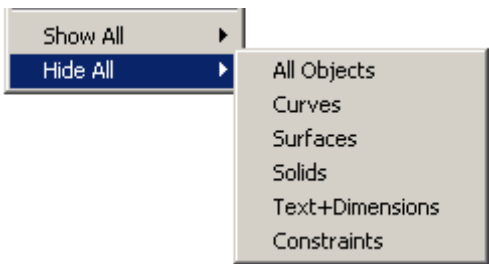 Show All
Hide All
All Objects
Curves
Surfaces
Solids
Text+Dimensions
Constraints